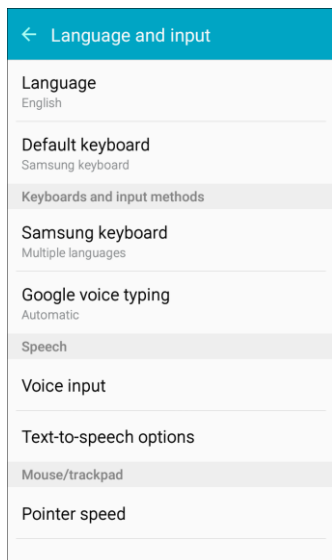 Language and input
Language
English
Default keyboard
Samsung keyboard
Keyboards and input methods
Samsung keyboard
Multiple languages
Google voice typing
Automatic
Speech
Voice input
Text-to-speech options
Mouse/trackpad
Pointer speed